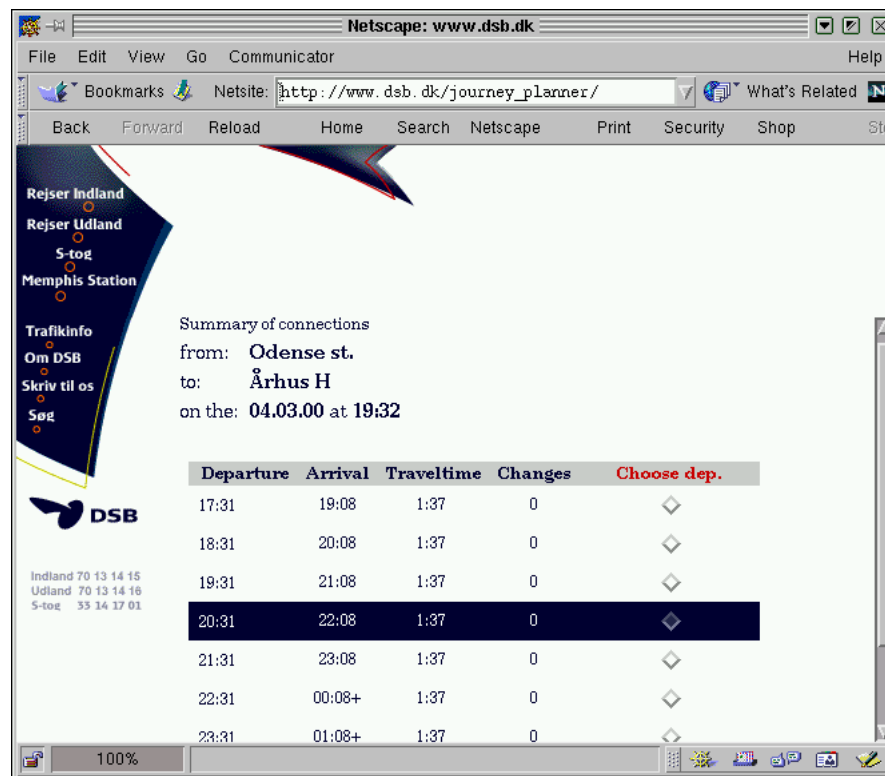 Netscape: www.dsb.dk
File Edit View Go Communicator Help
Bookmarks Netsite: http://www.dsb.dk/journey_planner/ What's Related N
Back Forward Reload Home Search Netscape Print Security Shop
Rejser Indland
Rejser Udland
S-tog
Memphis Station
Trafikinfo
Om DSB
Skriv til os
Søg
DSB
Indland 70 13 14 15
Udland 70 13 14 16
S-tog 33 14 17 01
Summary of connections
from: Odense st.
to: Århus H
on the: 04.03.00 at 19:32
Departure Arrival Traveltime Changes Choose dep.
17:31 19:08 1:37 0
18:31 20:08 1:37 0
19:31 21:08 1:37 0
20:31 22:08 1:37 0
21:31 23:08 1:37 0
22:31 00:08+ 1:37 0
23:31 01:08+ 1:37 0
100%